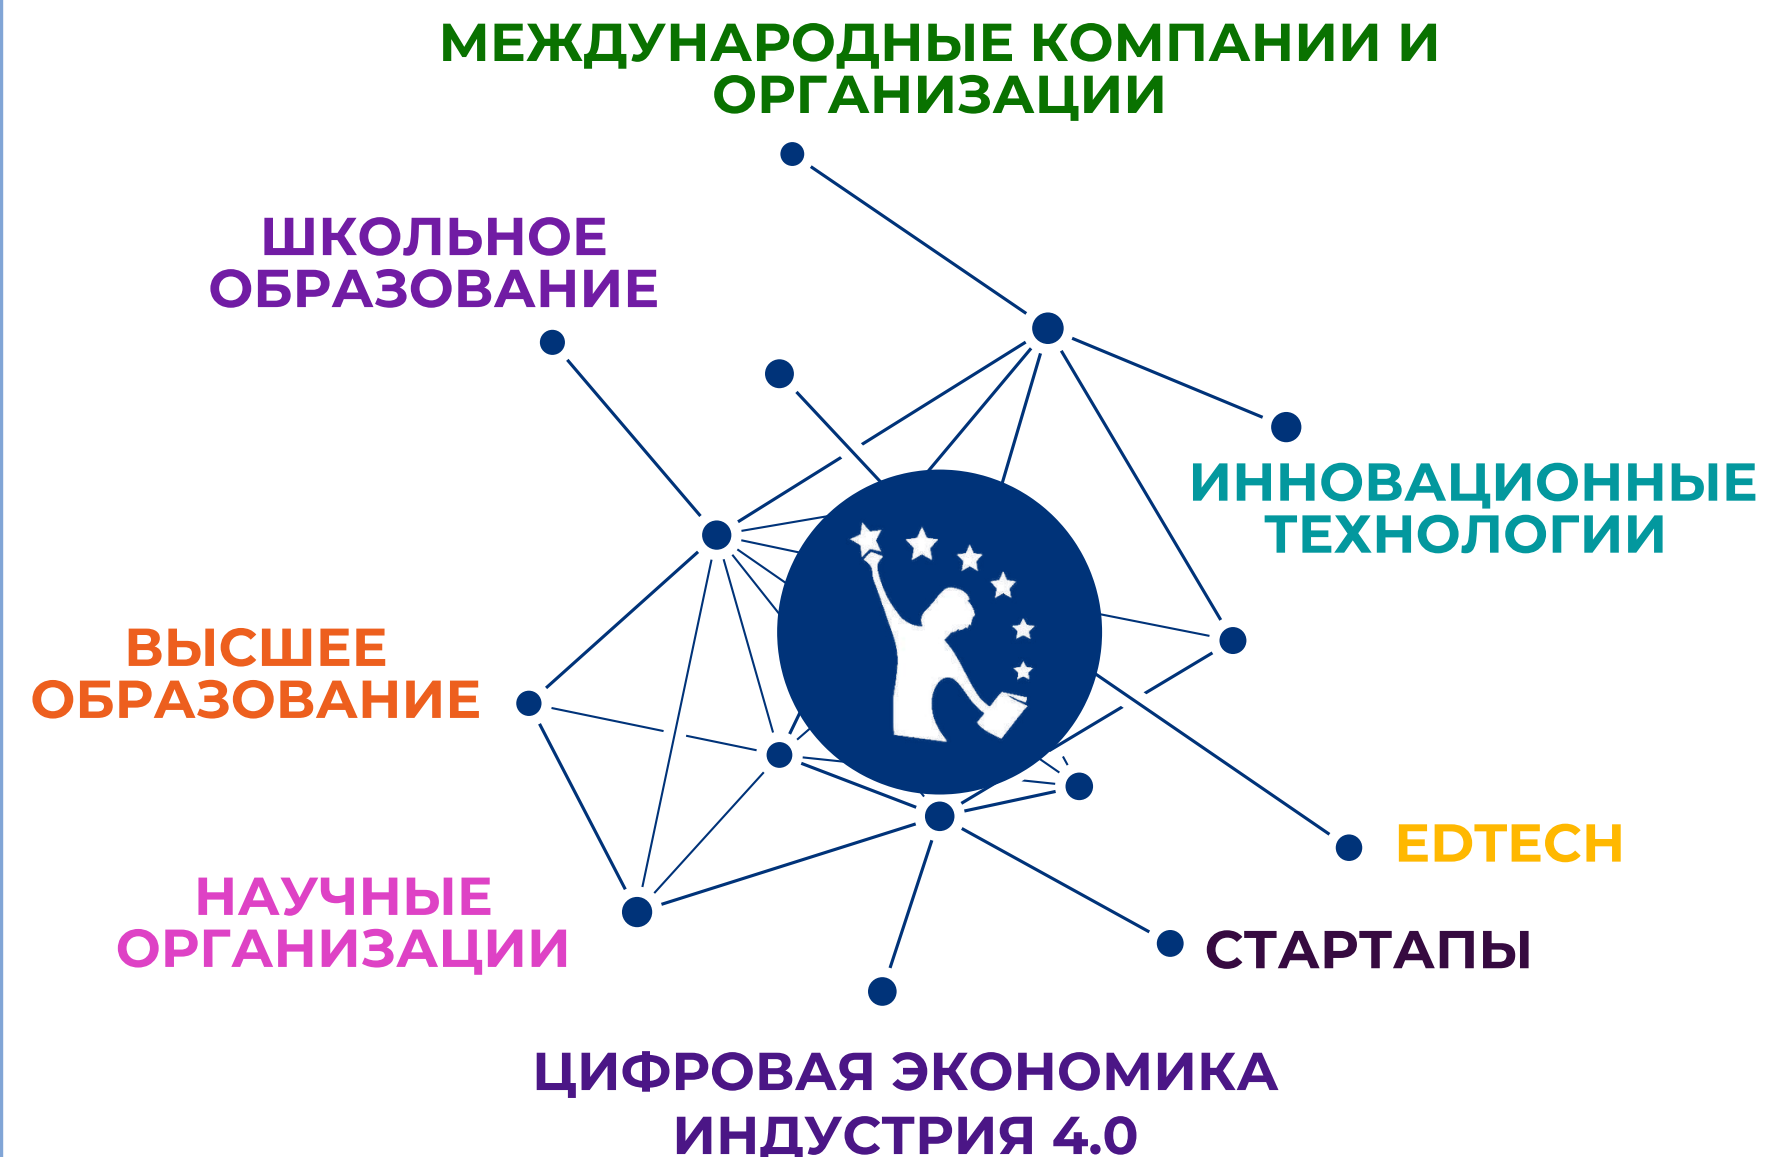 МЕЖДУНАРОДНЫЕ КОМПАНИИ И
ОРГАНИЗАЦИИ
ШКОЛЬНОЕ
ОБРАЗОВАНИЕ
ИННОВАЦИОННЫЕ
ТЕХНОЛОГИИ
ВЫСШЕЕ
ОБРАЗОВАНИЕ
EDTECH
НАУЧНЫЕ
ОРГАНИЗАЦИИ
СТАРТАПЫ
ЦИФРОВАЯ ЭКОНОМИКА
ИНДУСТРИЯ 4.0